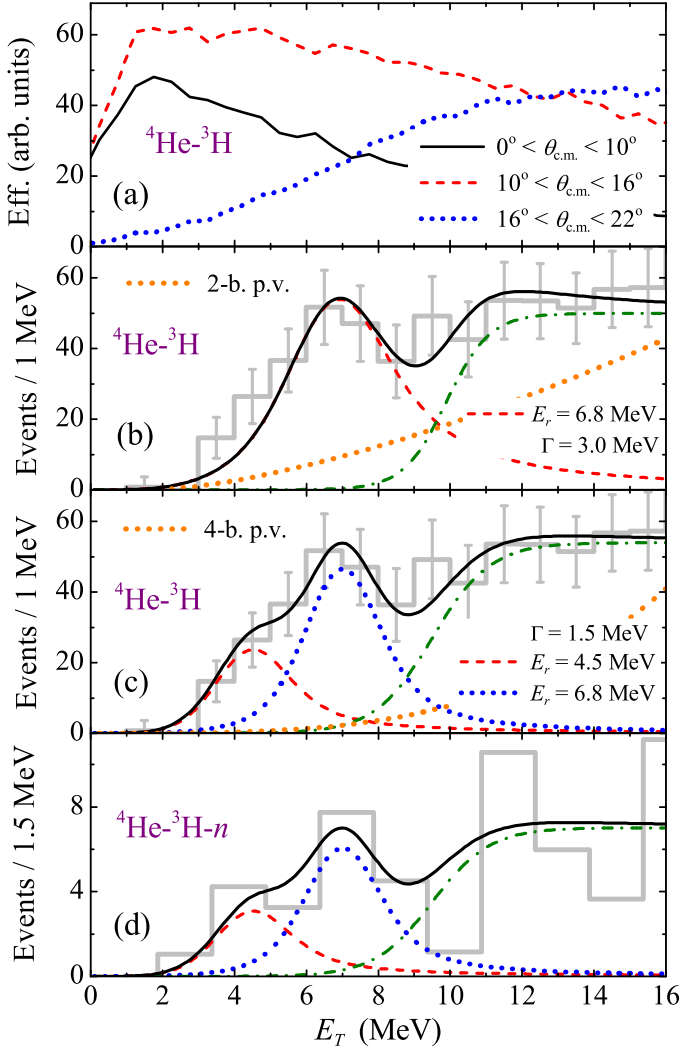 60
40
20
0
Eff. (arb. units)
⁴He-³H
(a)
0° < θc.m. < 10°
10° < θc.m. < 16°
16° < θc.m. < 22°
60
40
20
0
Events / 1 MeV
2-b. p.v.
⁴He-³H
(b)
Eᵣ = 6.8 MeV
Γ = 3.0 MeV
60
40
20
0
Events / 1 MeV
4-b. p.v.
⁴He-³H
(c)
Γ = 1.5 MeV
Eᵣ = 4.5 MeV
Eᵣ = 6.8 MeV
8
4
0
Events / 1.5 MeV
⁴He-³H-n
(d)
0 2 4 6 8 10 12 14 16
E_T (MeV)